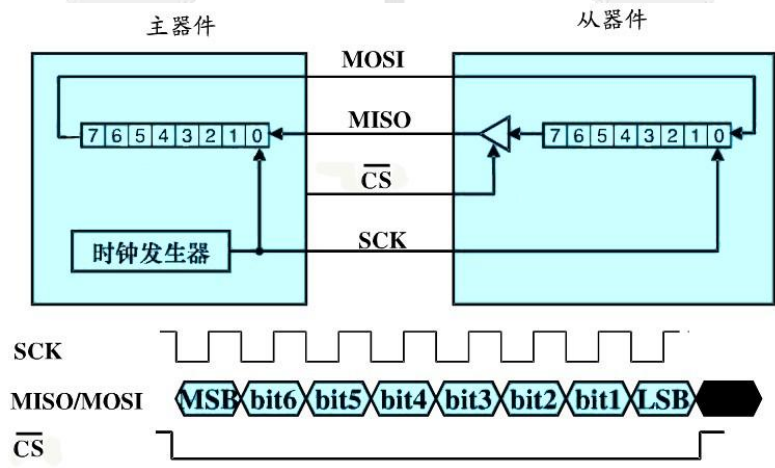 主器件
从器件
MOSI
7 6 5 4 3 2 1 0
MISO
7 6 5 4 3 2 1 0
CS
时钟发生器
SCK
SCK
MISO/MOSI
MSB bit6 bit5 bit4 bit3 bit2 bit1 LSB
CS